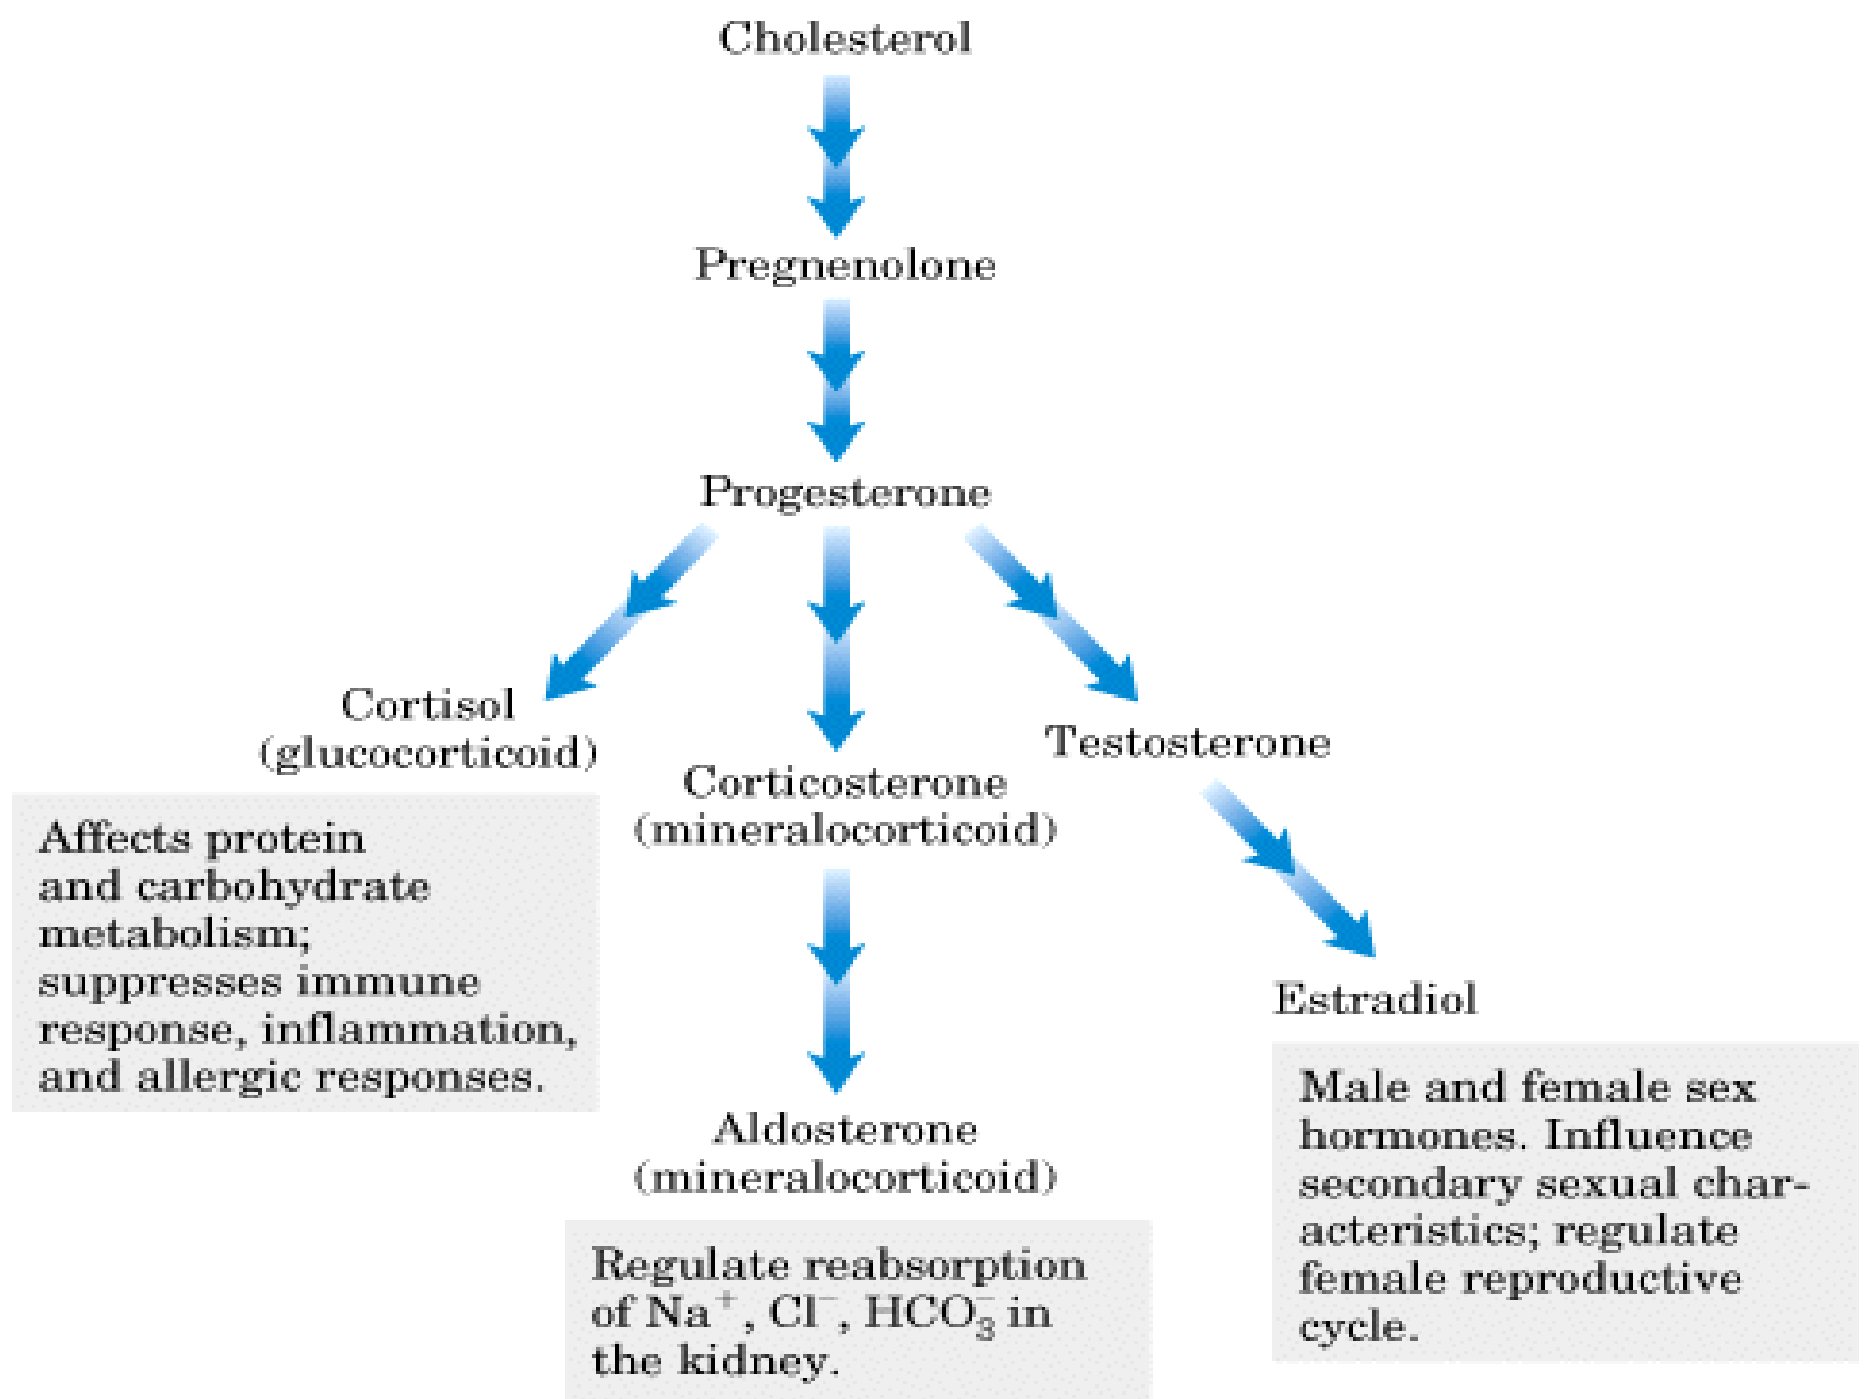 Cholesterol
Pregnenolone
Progesterone
Cortisol
(glucocorticoid)
Affects protein
and carbohydrate
metabolism;
suppresses immune
response, inflammation,
and allergic responses.
Corticosterone
(mineralocorticoid)
Aldosterone
(mineralocorticoid)
Regulate reabsorption
of Na⁺, Cl⁻, HCO₃⁻ in
the kidney.
Testosterone
Estradiol
Male and female sex
hormones. Influence
secondary sexual char-
acteristics; regulate
female reproductive
cycle.